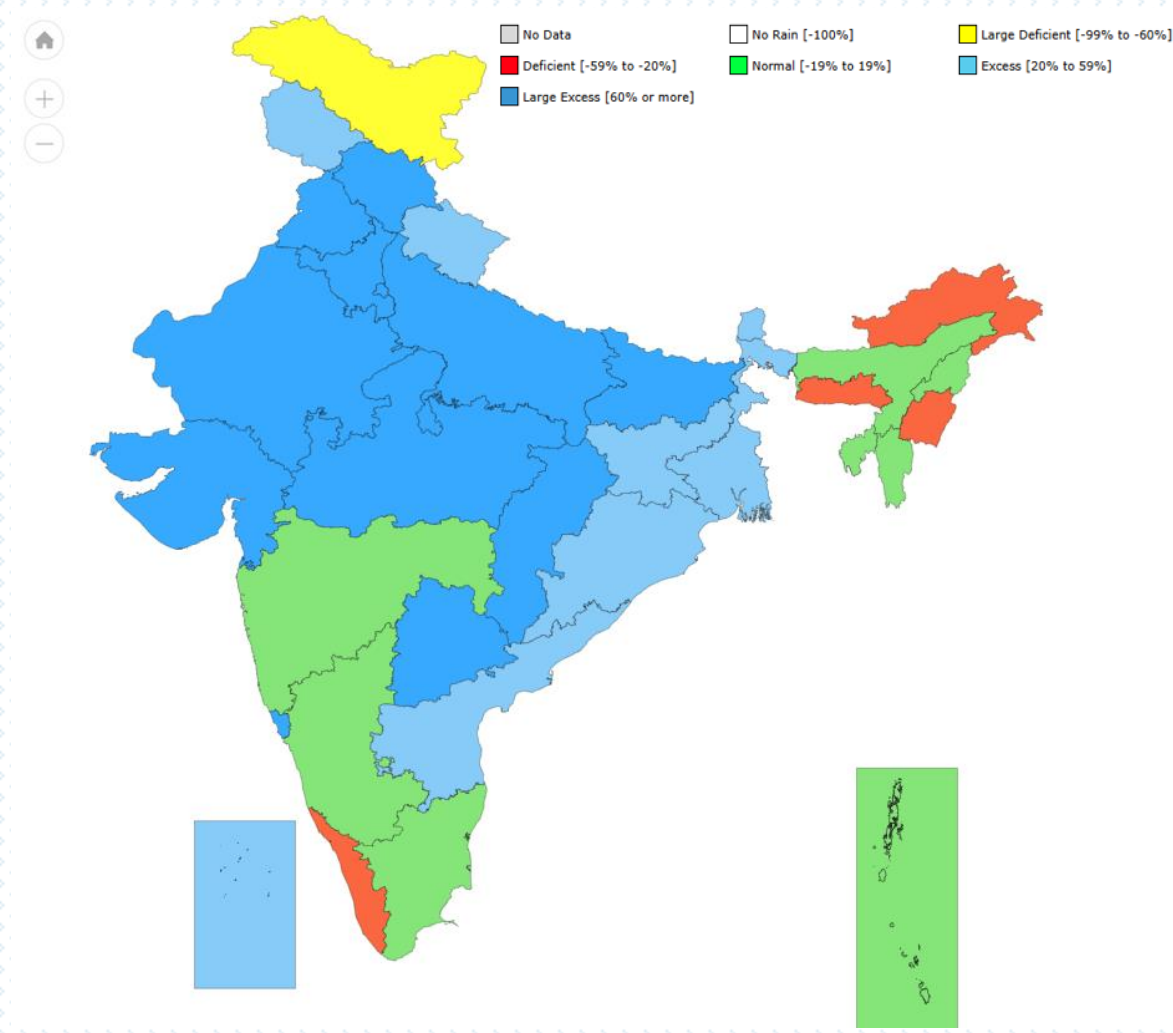 No Data
No Rain [-100%]
Large Deficient [-99% to -60%]
Deficient [-59% to -20%]
Normal [-19% to 19%]
Excess [20% to 59%]
Large Excess [60% or more]